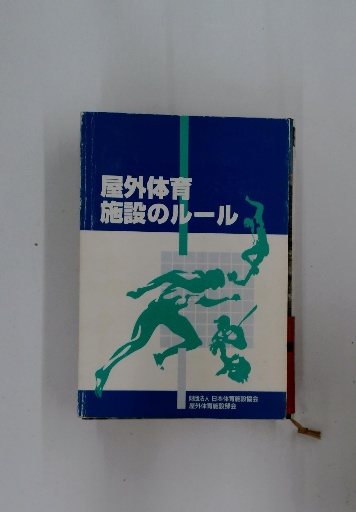 屋外体育
施設のルール
財団法人 日本体育施設協会
屋外体育施設部会